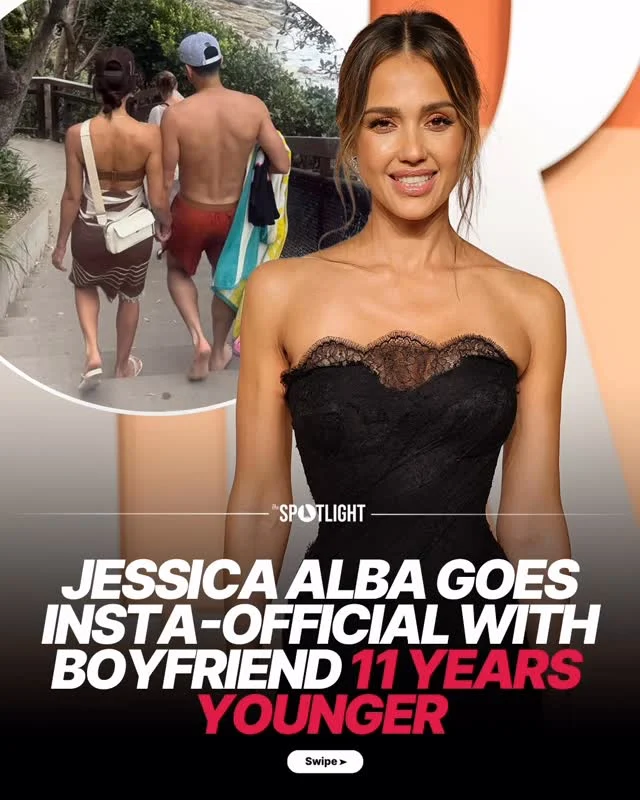 the SPOTLIGHT
JESSICA ALBA GOES
INSTA-OFFICIAL WITH
BOYFRIEND 11 YEARS
YOUNGER
Swipe ➤